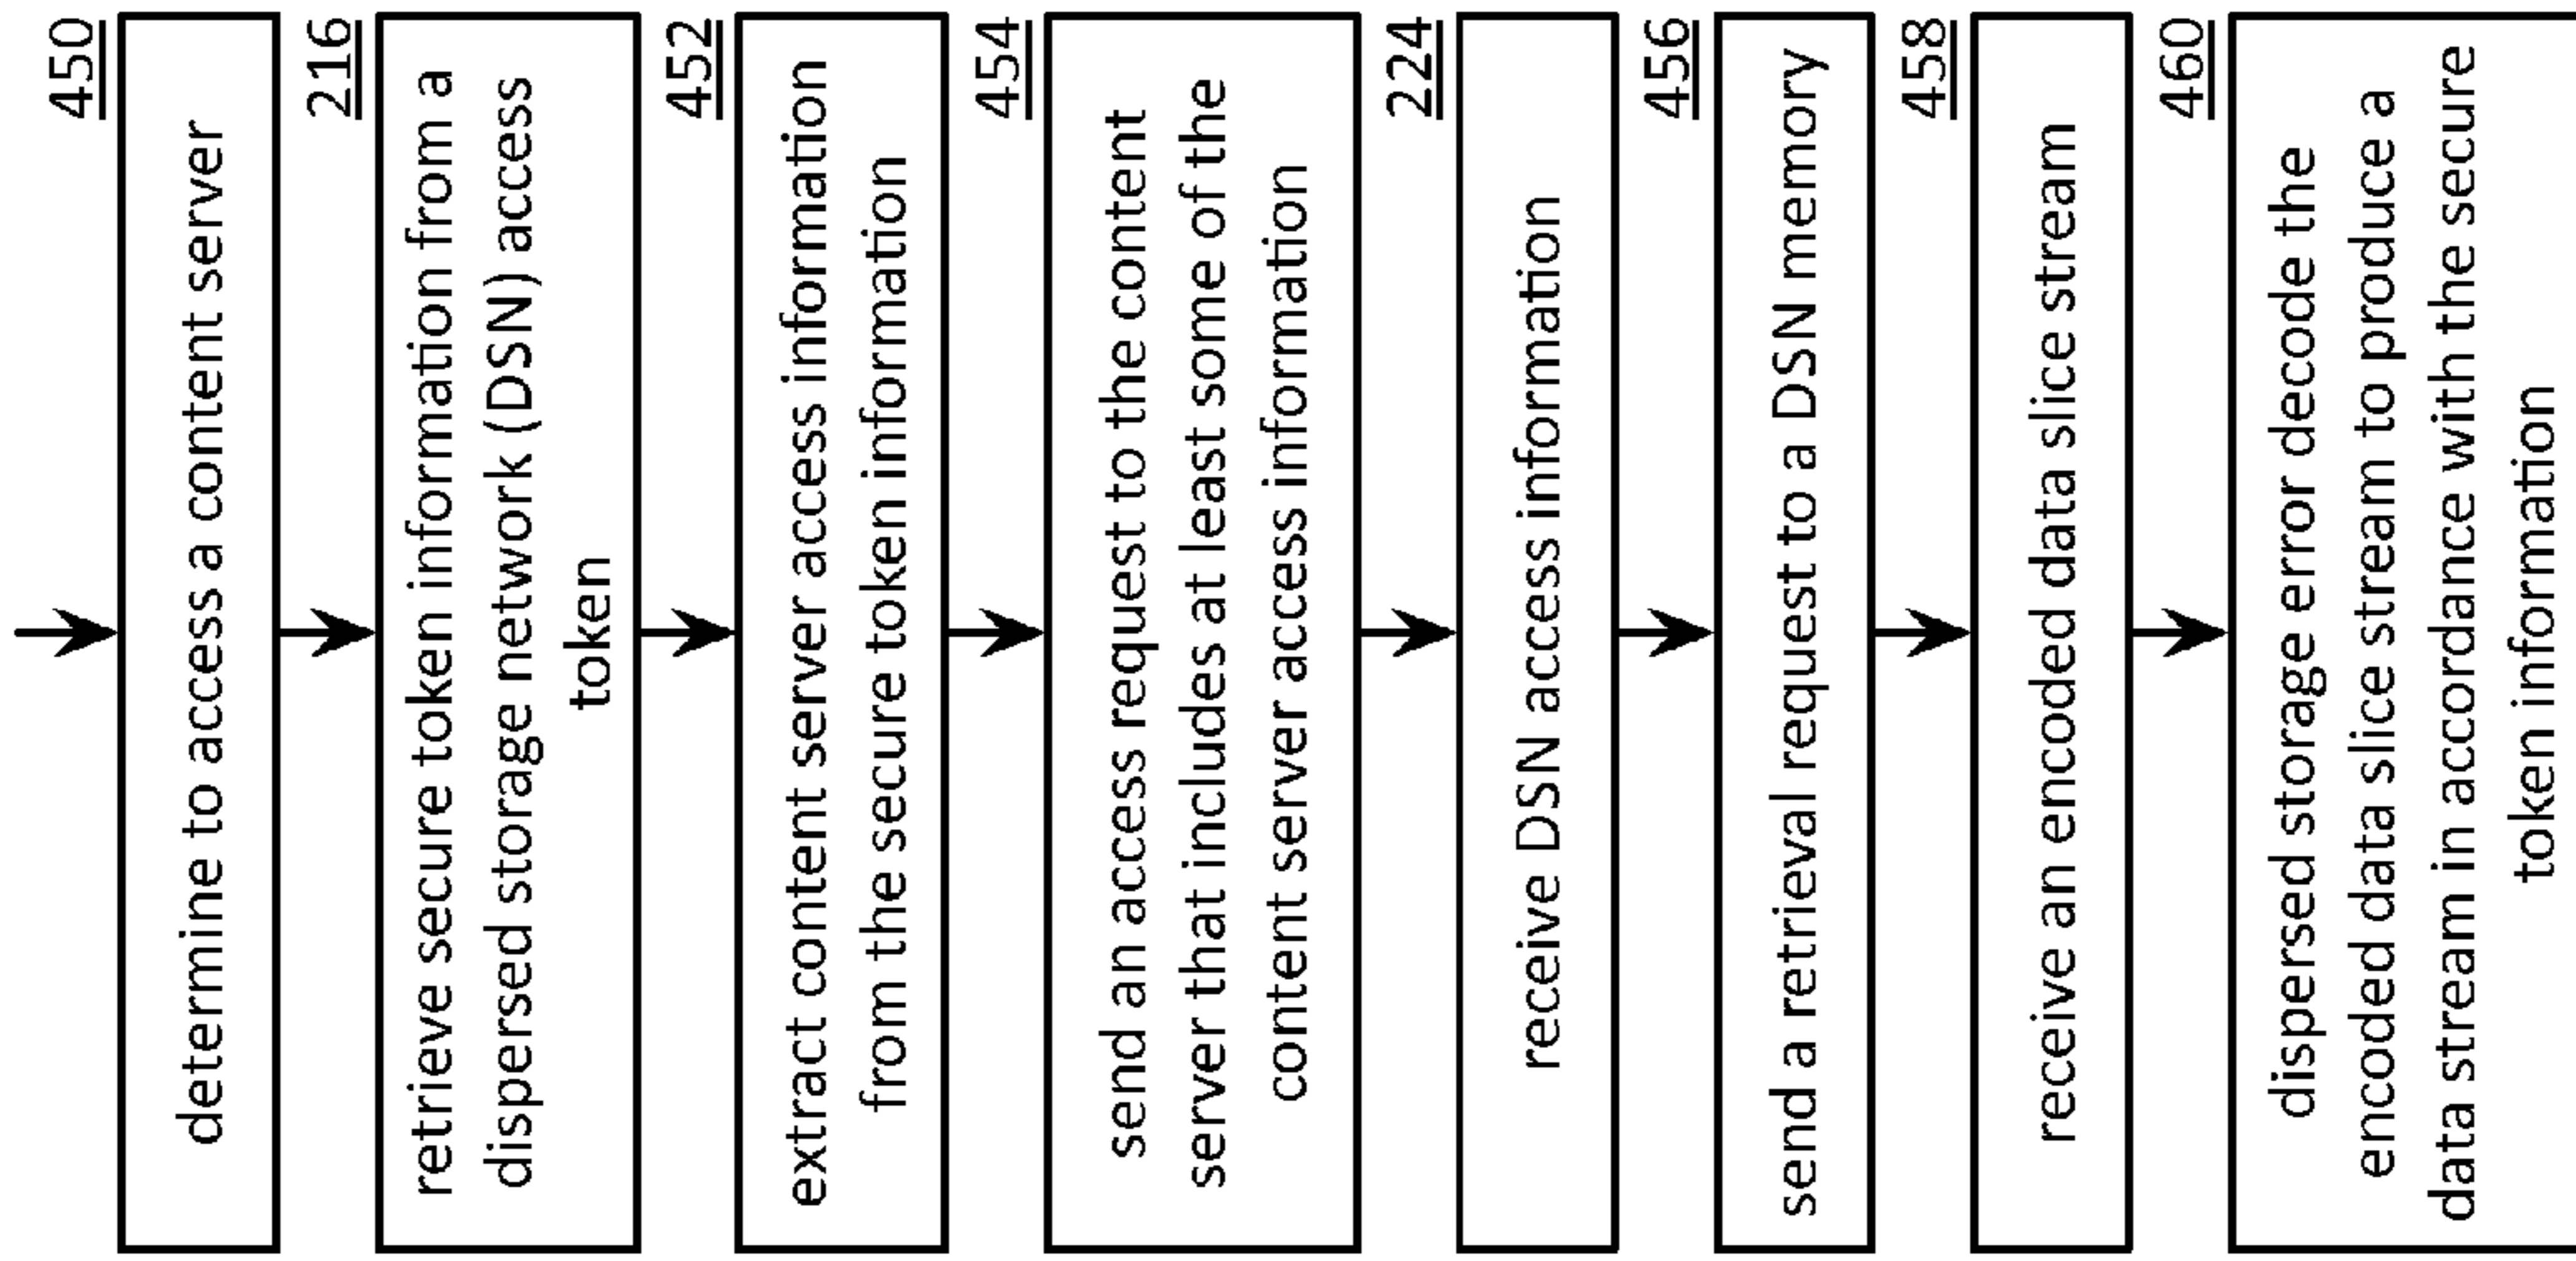 450
determine to access a content server
216
retrieve secure token information from a
dispersed storage network (DSN) access
token
452
extract content server access information
from the secure token information
454
send an access request to the content
server that includes at least some of the
content server access information
224
receive DSN access information
456
send a retrieval request to a DSN memory
458
receive an encoded data slice stream
460
dispersed storage error decode the
encoded data slice stream to produce a
data stream in accordance with the secure
token information